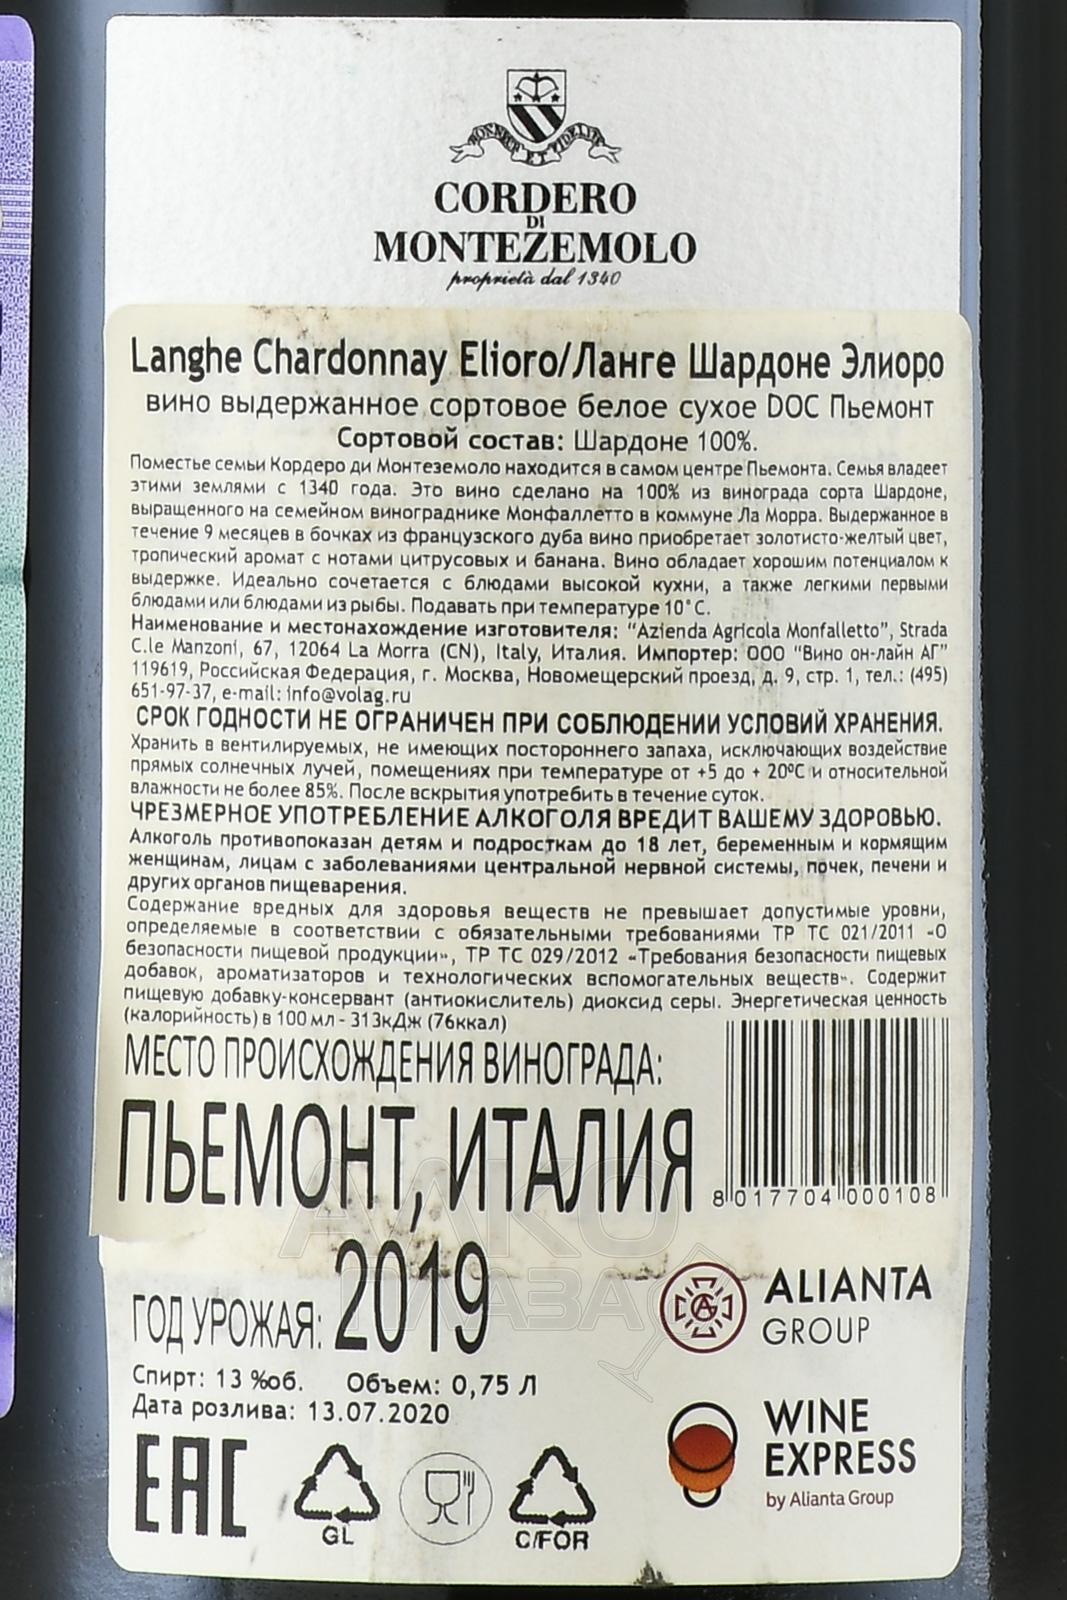 CORDERO
DI
MONTEZEMOLO
proprietà dal 1340
Langhe Chardonnay Elioro/Ланге Шардоне Элиоро
вино выдержанное сортовое белое сухое DOC Пьемонт
Сортовой состав: Шардоне 100%.
Поместье семьи Кордеро ди Монтеземоло находится в самом центре Пьемонта. Семья владеет
этими землями с 1340 года. Это вино сделано на 100% из винограда сорта Шардоне,
выращенного на семейном винограднике Монфаллетто в коммуне Ла Морра. Выдержанное в
течение 9 месяцев в бочках из французского дуба вино приобретает золотисто-желтый цвет,
тропический аромат с нотами цитрусовых и банана. Вино обладает хорошим потенциалом к
выдержке. Идеально сочетается с блюдами высокой кухни, а также легкими первыми
блюдами или блюдами из рыбы. Подавать при температуре 10°С.
Наименование и местонахождение изготовителя: "Azienda Agricola Monfalletto", Strada
C.le Manzoni, 67, 12064 La Morra (CN), Italy, Италия. Импортер: ООО "Вино он-лайн АГ"
119619, Российская Федерация, г. Москва, Новомещерский проезд, д. 9, стр. 1, тел.: (495)
651-97-37, e-mail: info@volag.ru
СРОК ГОДНОСТИ НЕ ОГРАНИЧЕН ПРИ СОБЛЮДЕНИИ УСЛОВИЙ ХРАНЕНИЯ.
Хранить в вентилируемых, не имеющих постороннего запаха, исключающих воздействие
прямых солнечных лучей, помещениях при температуре от +5 до + 20ºС и относительной
влажности не более 85%. После вскрытия употребить в течение суток.
ЧРЕЗМЕРНОЕ УПОТРЕБЛЕНИЕ АЛКОГОЛЯ ВРЕДИТ ВАШЕМУ ЗДОРОВЬЮ.
Алкоголь противопоказан детям и подросткам до 18 лет, беременным и кормящим
женщинам, лицам с заболеваниями центральной нервной системы, почек, печени и
других органов пищеварения.
Содержание вредных для здоровья веществ не превышает допустимые уровни,
определяемые в соответствии с обязательными требованиями ТР ТС 021/2011 «О
безопасности пищевой продукции», ТР ТС 029/2012 «Требования безопасности пищевых
добавок, ароматизаторов и технологических вспомогательных веществ». Содержит
пищевую добавку-консервант (антиокислитель) диоксид серы. Энергетическая ценность
(калорийность) в 100 мл - 313кДж (76ккал)
МЕСТО ПРОИСХОЖДЕНИЯ ВИНОГРАДА:
ПЬЕМОНТ, ИТАЛИЯ
8 017704 000108
ГОД УРОЖАЯ: 2019
АЛКО
ПЛАЗА
ALIANTA
GROUP
Спирт: 13 %об. Объем: 0,75 Л
Дата розлива: 13.07.2020
WINE
EXPRESS
by Alianta Group
EAC
GL
C/FOR